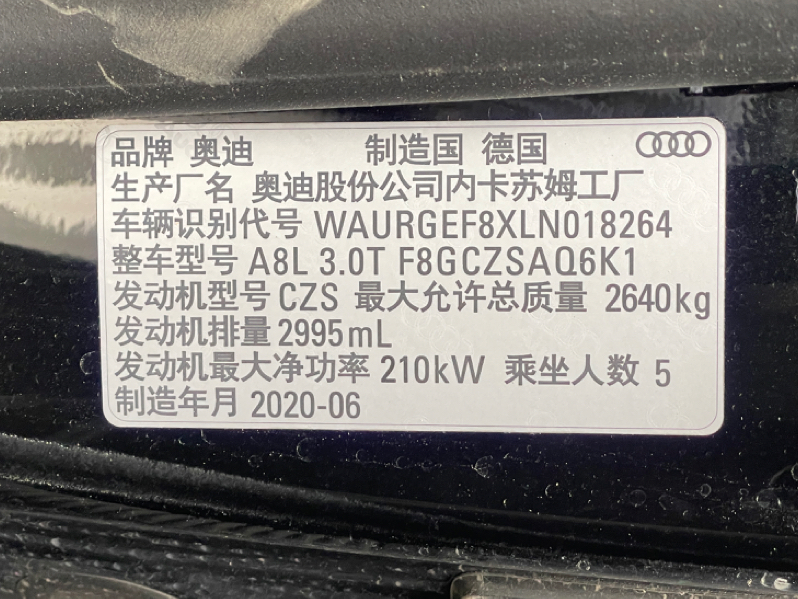 品牌 奥迪 制造国 德国
生产厂名 奥迪股份公司内卡苏姆工厂
车辆识别代号 WAURGEF8XLN018264
整车型号 A8L 3.0T F8GCZSAQ6K1
发动机型号 CZS 最大允许总质量 2640kg
发动机排量 2995mL
发动机最大净功率 210kW 乘坐人数 5
制造年月 2020-06